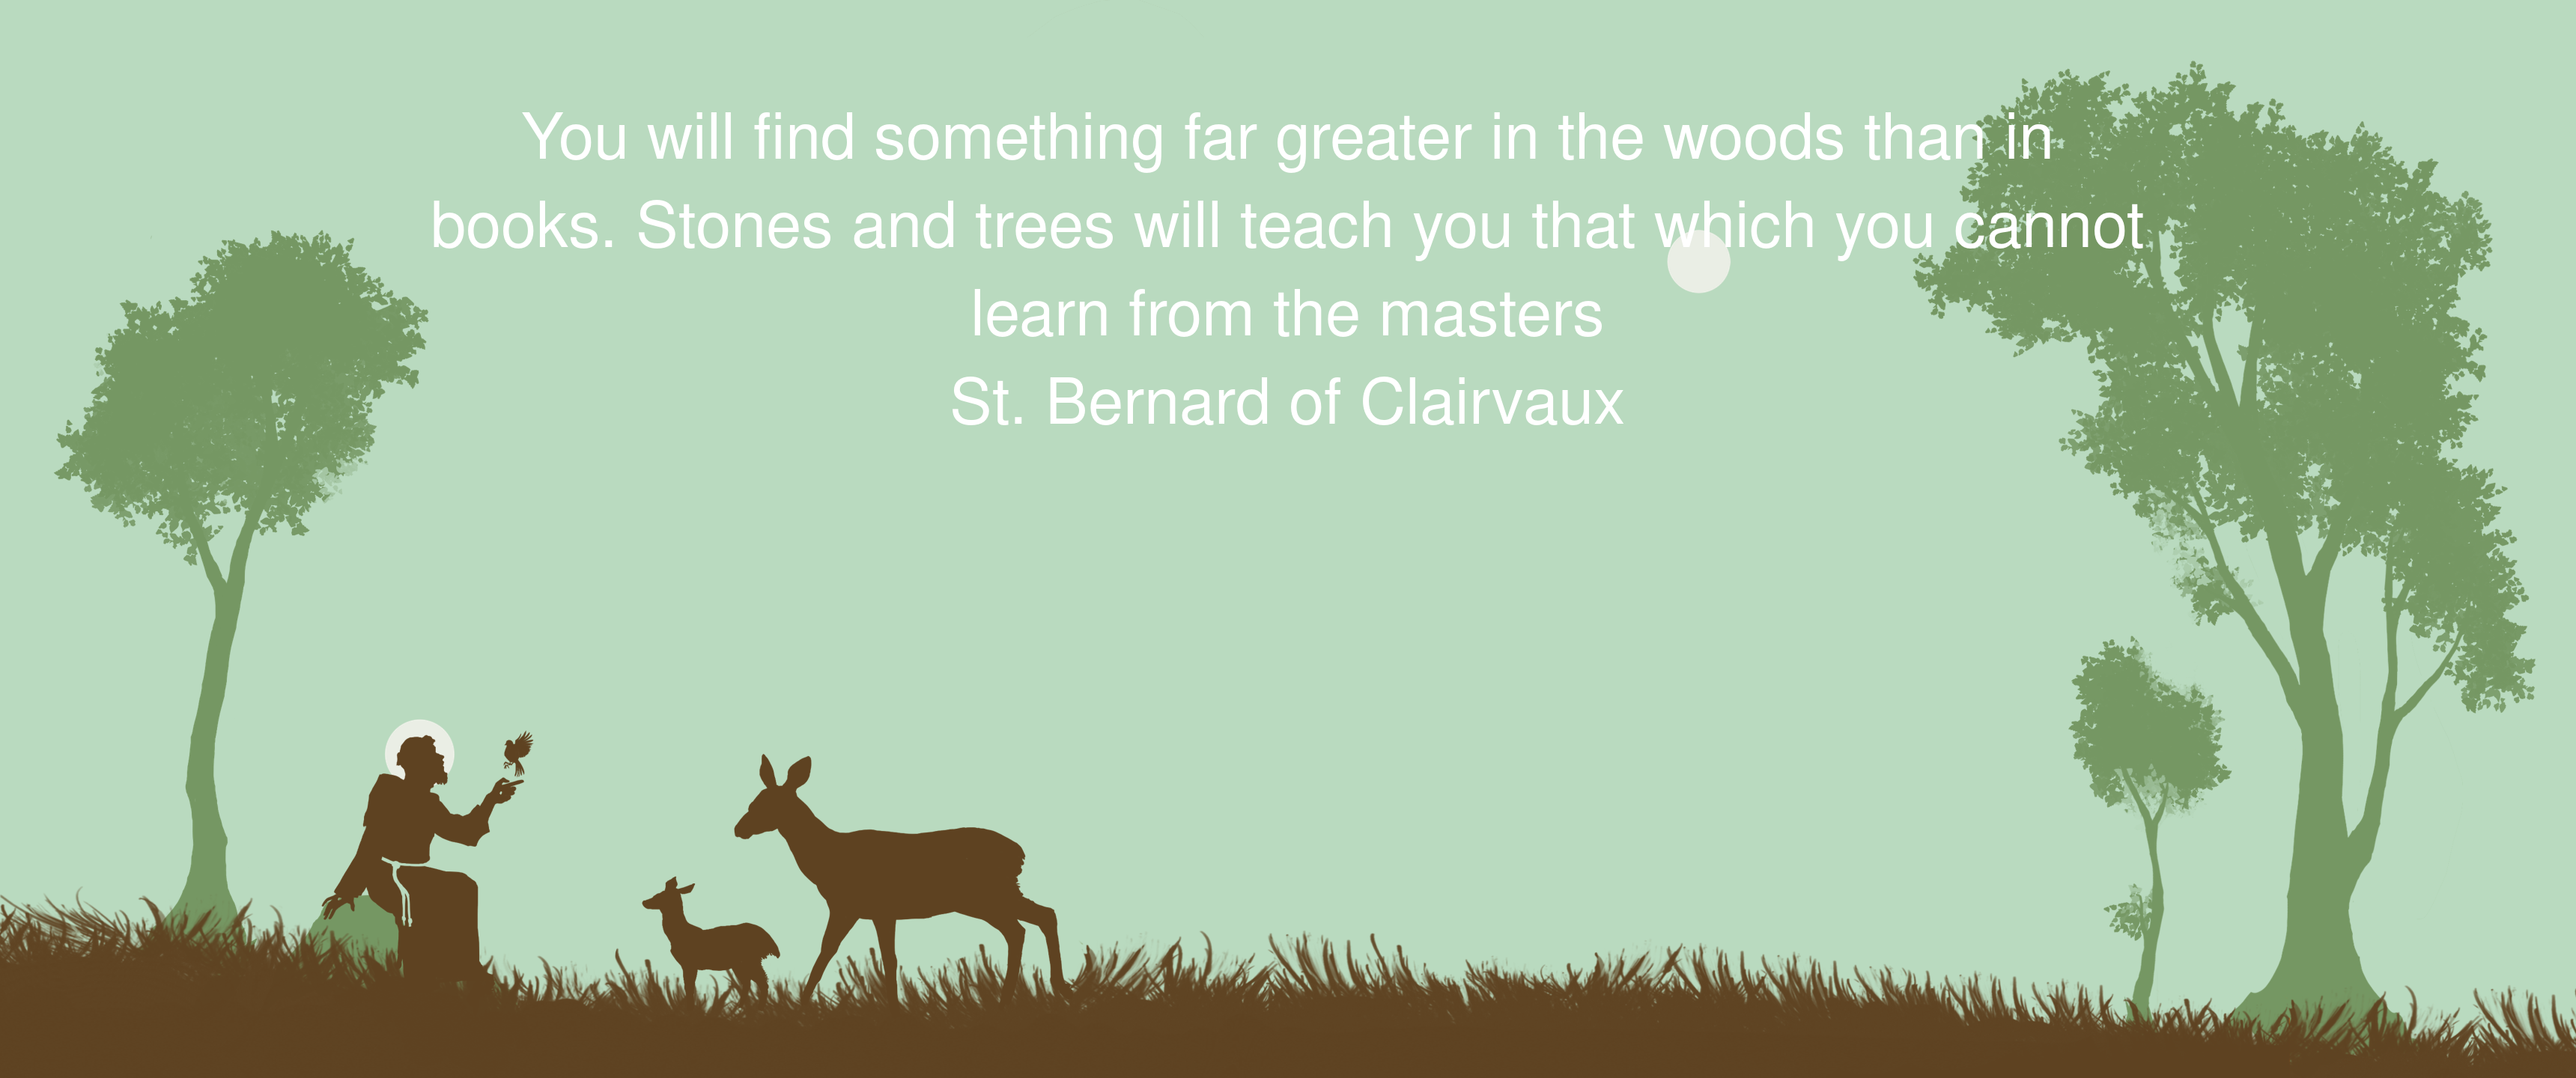 You will find something far greater in the woods than in
books. Stones and trees will teach you that which you cannot
learn from the masters
St. Bernard of Clairvaux